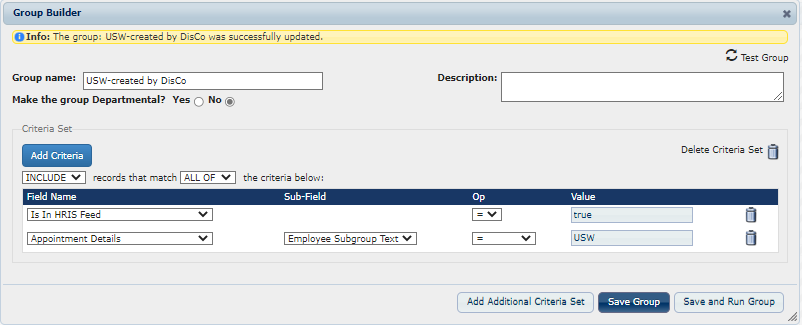 Group Builder
Info: The group: USW-created by DisCo was successfully updated.
Test Group
Group name: USW-created by DisCo Description:
Make the group Departmental? Yes No
Criteria Set
Add Criteria Delete Criteria Set
INCLUDE records that match ALL OF the criteria below:
Field Name Sub-Field Op Value
Is In HRIS Feed = true
Appointment Details Employee Subgroup Text = USW
Add Additional Criteria Set Save Group Save and Run Group